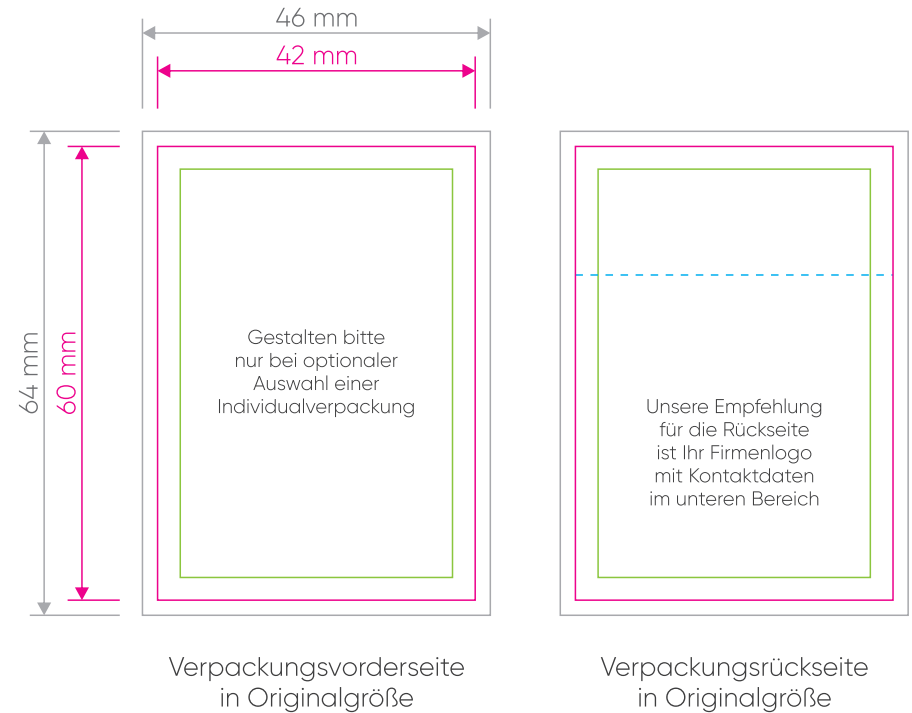 46 mm
42 mm
64 mm
60 mm
Gestalten bitte
nur bei optionaler
Auswahl einer
Individualverpackung
Unsere Empfehlung
für die Rückseite
ist Ihr Firmenlogo
mit Kontaktdaten
im unteren Bereich
Verpackungsvorderseite
in Originalgröße
Verpackungsrückseite
in Originalgröße